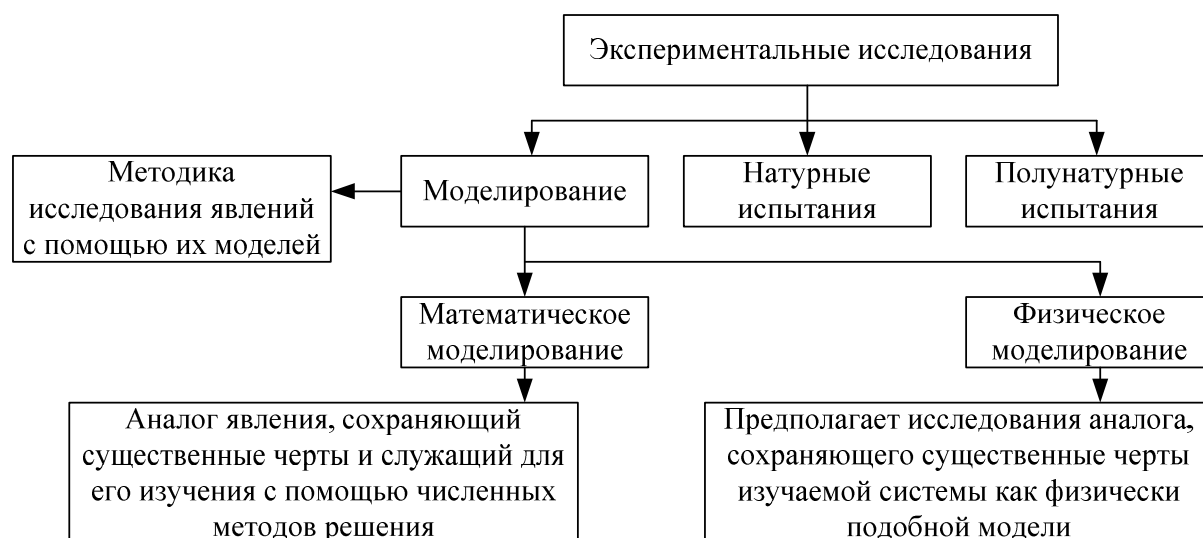 Экспериментальные исследования
Методика
исследования явлений
с помощью их моделей
Моделирование
Натурные
испытания
Полунатурные
испытания
Математическое
моделирование
Физическое
моделирование
Аналог явления, сохраняющий
существенные черты и служащий для
его изучения с помощью численных
методов решения
Предполагает исследования аналога,
сохраняющего существенные черты
изучаемой системы как физически
подобной модели